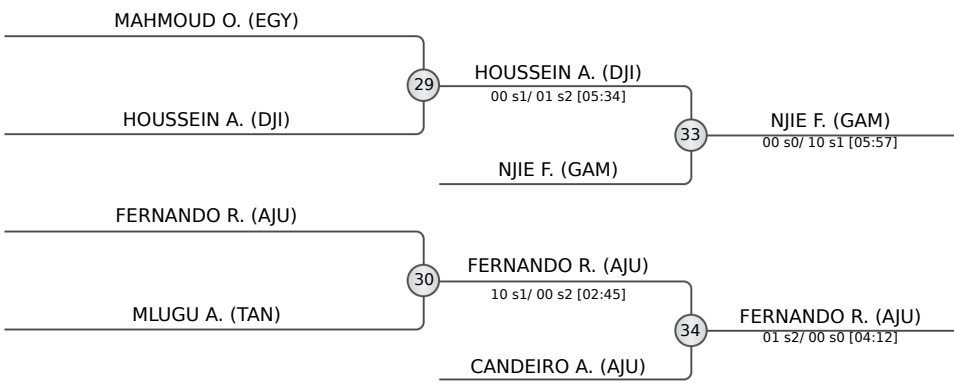 MAHMOUD O. (EGY)
29
HOUSSEIN A. (DJI)
HOUSSEIN A. (DJI)
00 s1/ 01 s2 [05:34]
33
NJIE F. (GAM)
NJIE F. (GAM)
00 s0/ 10 s1 [05:57]
FERNANDO R. (AJU)
30
MLUGU A. (TAN)
FERNANDO R. (AJU)
10 s1/ 00 s2 [02:45]
34
CANDEIRO A. (AJU)
FERNANDO R. (AJU)
01 s2/ 00 s0 [04:12]